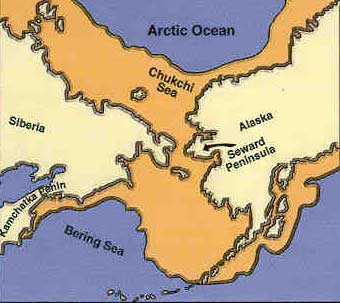 Arctic Ocean
Chukchi
Sea
Siberia
Alaska
Seward
Peninsula
Kamchatka Penin
Bering Sea